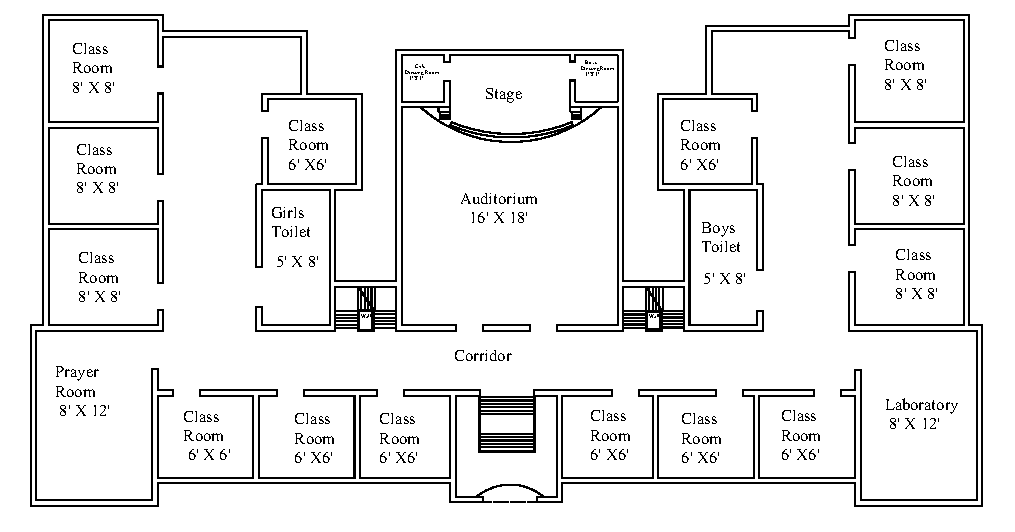 Class
Room
8' X 8'
Class
Room
8' X 8'
Class
Room
8' X 8'
Class
Room
6' X6'
Girls
Toilet
5' X 8'
Stage
Auditorium
16' X 18'
Class
Room
6' X6'
Boys
Toilet
5' X 8'
Class
Room
8' X 8'
Class
Room
8' X 8'
Class
Room
8' X 8'
Corridor
Prayer
Room
8' X 12'
Class
Room
6' X 6'
Class
Room
6' X6'
Class
Room
6' X6'
Class
Room
6' X6'
Class
Room
6' X6'
Class
Room
6' X6'
Laboratory
8' X 12'